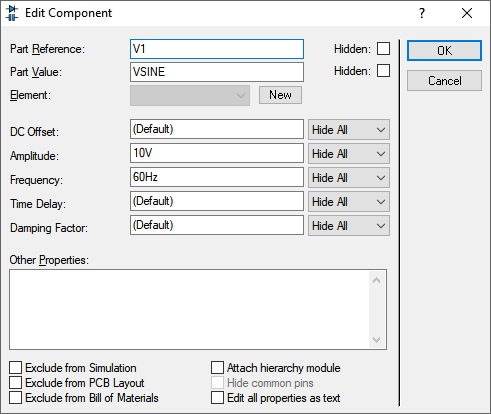 Edit Component ? ×
Part Reference: V1 Hidden: OK
Part Value: VSINE Hidden: Cancel
Element: New
DC Offset: (Default) Hide All
Amplitude: 10V Hide All
Frequency: 60Hz Hide All
Time Delay: (Default) Hide All
Damping Factor: (Default) Hide All
Other Properties:
Exclude from Simulation Attach hierarchy module
Exclude from PCB Layout Hide common pins
Exclude from Bill of Materials Edit all properties as text